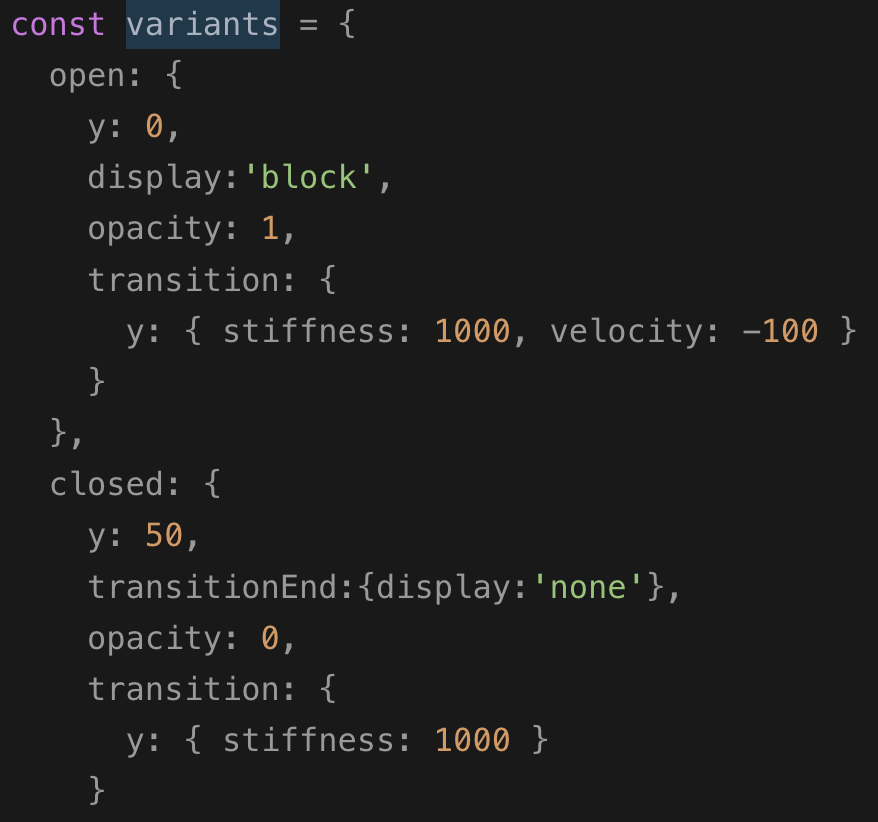 const variants = {
  open: {
    y: 0,
    display:'block',
    opacity: 1,
    transition: {
      y: { stiffness: 1000, velocity: -100 }
    }
  },
  closed: {
    y: 50,
    transitionEnd:{display:'none'},
    opacity: 0,
    transition: {
      y: { stiffness: 1000 }
    }